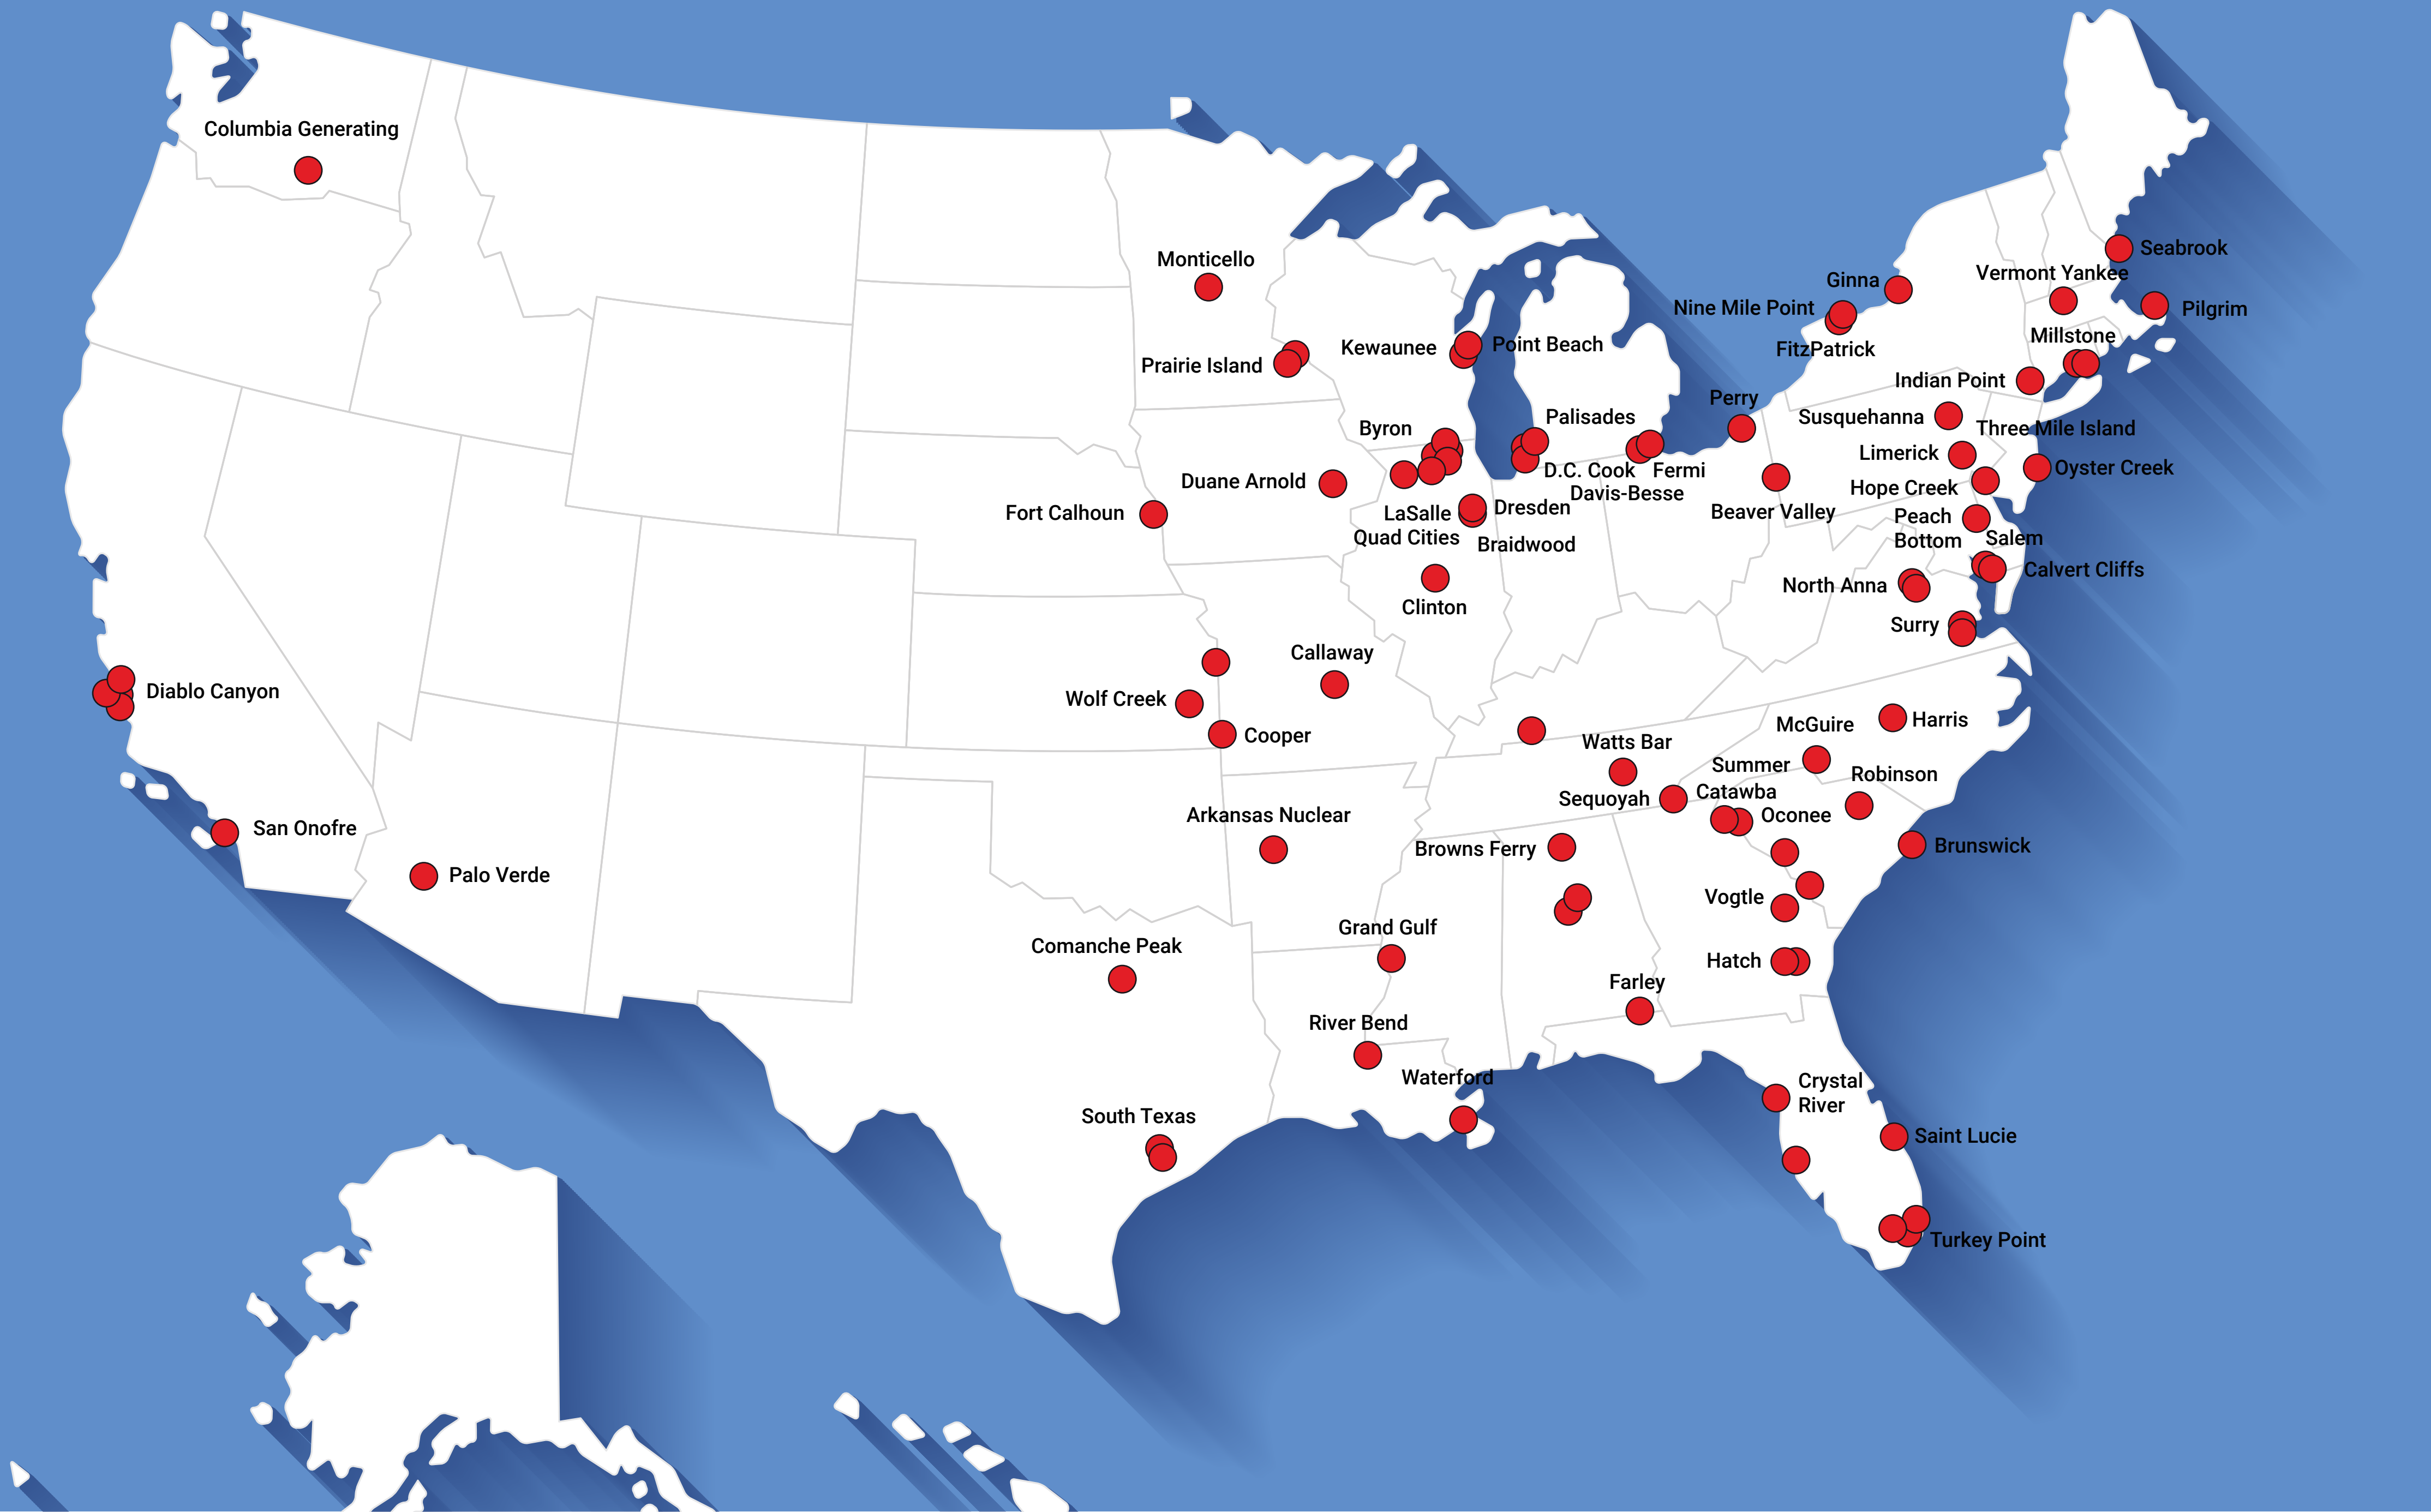 Columbia Generating
Seabrook
Monticello
Vermont Yankee
Ginna
Nine Mile Point
Pilgrim
Millstone
Point Beach
Kewaunee
FitzPatrick
Prairie Island
Indian Point
Perry
Palisades
Susquehanna
Byron
Three Mile Island
Limerick
Oyster Creek
D.C. Cook
Fermi
Duane Arnold
Hope Creek
Davis-Besse
Dresden
Fort Calhoun
LaSalle
Beaver Valley
Peach
Bottom
Quad Cities
Salem
Braidwood
Calvert Cliffs
North Anna
Clinton
Surry
Callaway
Diablo Canyon
Wolf Creek
Harris
McGuire
Cooper
Watts Bar
Summer
Robinson
Catawba
Sequoyah
Arkansas Nuclear
Oconee
San Onofre
Brunswick
Browns Ferry
Palo Verde
Vogtle
Grand Gulf
Comanche Peak
Hatch
Farley
River Bend
Waterford
Crystal
River
South Texas
Saint Lucie
Turkey Point